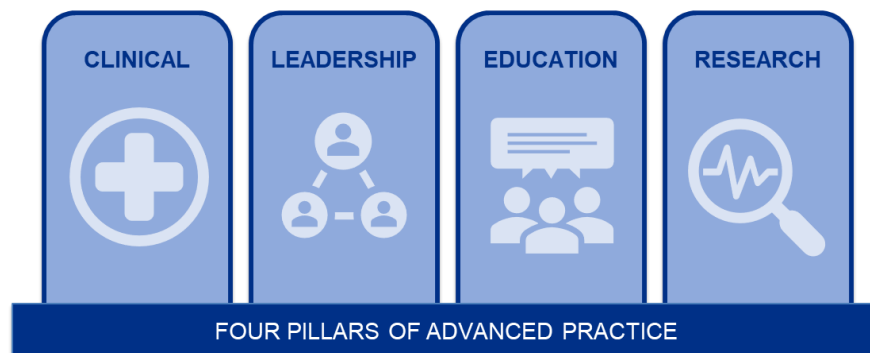 CLINICAL
LEADERSHIP
EDUCATION
RESEARCH
FOUR PILLARS OF ADVANCED PRACTICE